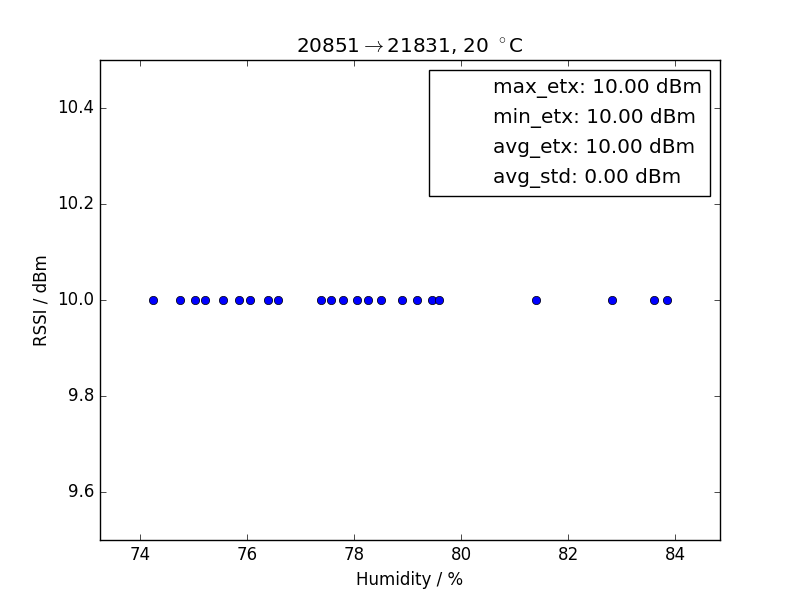 20851→21831, 20 °C
max_etx: 10.00 dBm
min_etx: 10.00 dBm
avg_etx: 10.00 dBm
avg_std: 0.00 dBm
RSSI / dBm
10.4
10.2
10.0
9.8
9.6
74 76 78 80 82 84
Humidity / %